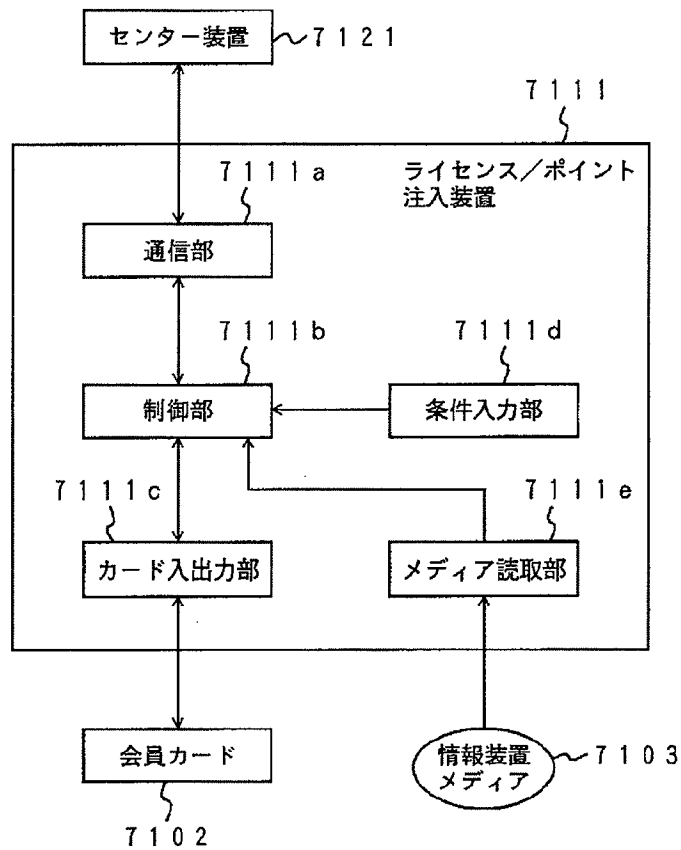 センター装置
7121
7111
ライセンス／ポイント
注入装置
7111a
通信部
7111b
7111d
制御部
条件入力部
7111c
7111e
カード入出力部
メディア読取部
会員カード
情報装置
メディア
7103
7102